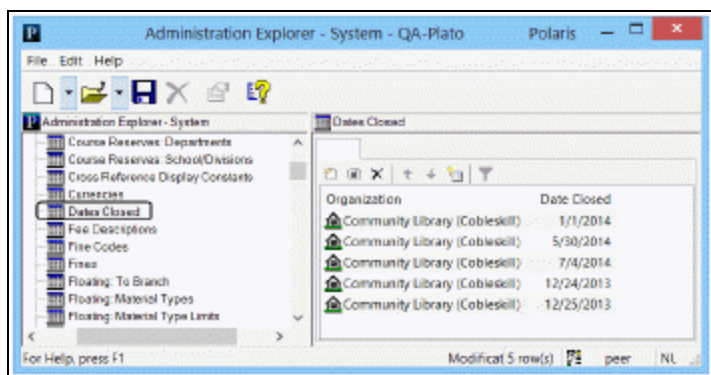 Administration Explorer - System - QA-Plato Polaris
File Edit Help
Administration Explorer - System
Dates Closed
Course Reserves: Departments
Course Reserves: School/Divisions
Cross Reference Display Constants
Currencies
Dates Closed
Fee Descriptions
Fine Codes
Fines
Floating: To Branch
Floating: Material Types
Floating: Material Type Limits
Organization Date Closed
Community Library (Cobleskill) 1/1/2014
Community Library (Cobleskill) 5/30/2014
Community Library (Cobleskill) 7/4/2014
Community Library (Cobleskill) 12/24/2013
Community Library (Cobleskill) 12/25/2013
For Help, press F1 Modificat 5 row(s) peer NL